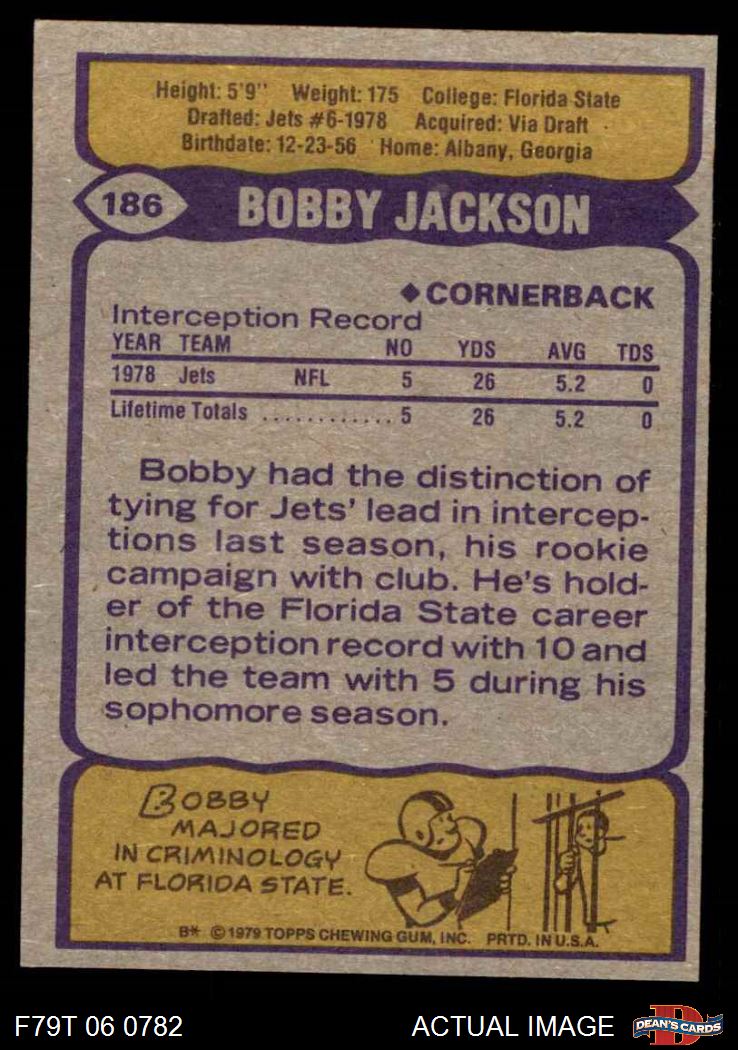 Height: 5'9" Weight: 175 College: Florida State
Drafted: Jets #6-1978 Acquired: Via Draft
Birthdate: 12-23-56 Home: Albany, Georgia
186 BOBBY JACKSON
◆CORNERBACK
Interception Record
YEAR TEAM NO YDS AVG TDS
1978 Jets NFL 5 26 5.2 0
Lifetime Totals ............ 5 26 5.2 0
Bobby had the distinction of
tying for Jets' lead in intercep-
tions last season, his rookie
campaign with club. He's hold-
er of the Florida State career
interception record with 10 and
led the team with 5 during his
sophomore season.
BOBBY
MAJORED
IN CRIMINOLOGY
AT FLORIDA STATE.
B* © 1979 TOPPS CHEWING GUM, INC. PRTD. IN U.S.A.
F79T 06 0782 ACTUAL IMAGE D DEAN'S CARDS